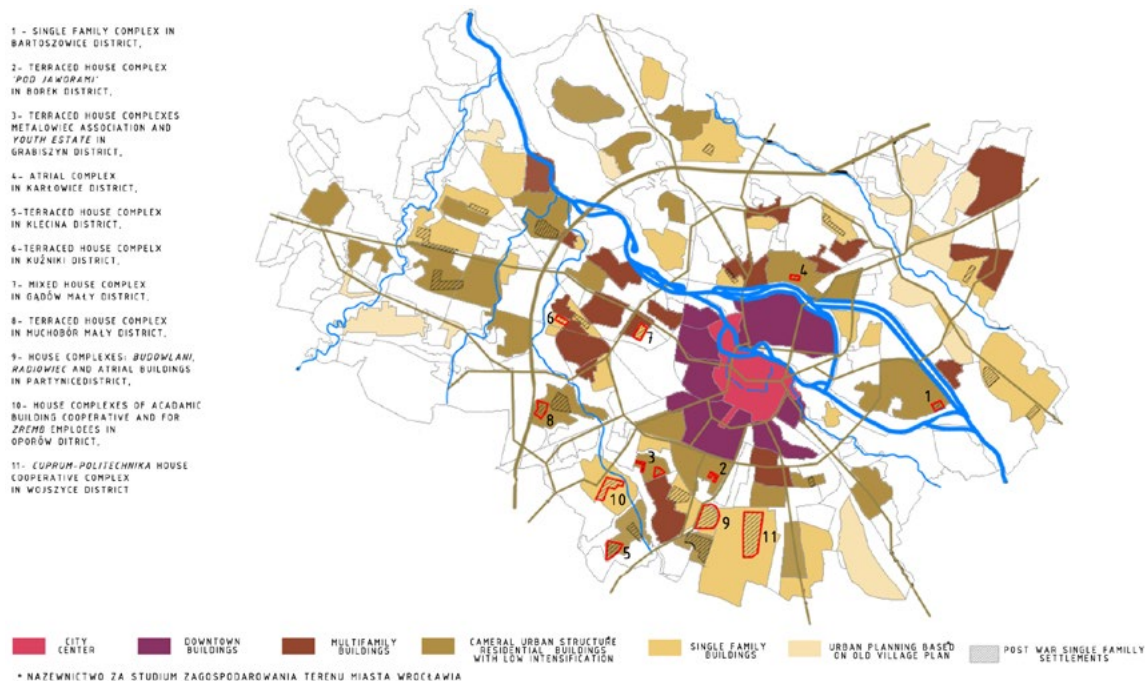 1 - SINGLE FAMILY COMPLEX IN
BARTOSZOWICE DISTRICT,
2- TERRACED HOUSE COMPLEX
'POD JAWORAMI'
IN BOREK DISTRICT,
3- TERRACED HOUSE COMPLEXES
METALOWIEC ASSOCIATION AND
YOUTH ESTATE IN
GRABISZYN DISTRICT,
4- ATRIAL COMPLEX
IN KARŁOWICE DISTRICT,
5-TERRACED HOUSE COMPLEX
IN KLECINA DISTRICT,
6-TERRACED HOUSE COMPELX
IN KUŹNIKI DISTRICT,
7- MIXED HOUSE COMPLEX
IN GĄDÓW MAŁY DISTRICT,
8- TERRACED HOUSE COMPLEX
IN MUCHOBÓR MAŁY DISTRICT,
9- HOUSE COMPLEXES: BUDOWLANI,
RADIOWIEC AND ATRIAL BUILDINGS
IN PARTYNICEDISTRICT,
10- HOUSE COMPLEXES OF ACADAMIC
BUILDING COOPERATIVE AND FOR
ZREMB EMPLOEES IN
OPORÓW DITRICT,
11- CUPRUM-POLITECHNIKA HOUSE
COOPERATIVE COMPLEX
IN WOJSZYCE DISTRICT
4
6
7
1
8
3
2
10
9
11
5
CITY
CENTER
DOWNTOWN
BUILDINGS
MULTIFAMILY
BUILDINGS
CAMERAL URBAN STRUCTURE*
RESIDENTIAL BUILDINGS
WITH LOW INTENSIFICATION
SINGLE FAMILY
BUILDINGS
URBAN PLANNING BASED*
ON OLD VILLAGE PLAN
POST WAR SINGLE FAMILLY
SETTLEMENTS
* NAZEWNICTWO ZA STUDIUM ZAGOSPODAROWANIA TERENU MIASTA WROCŁAWIA